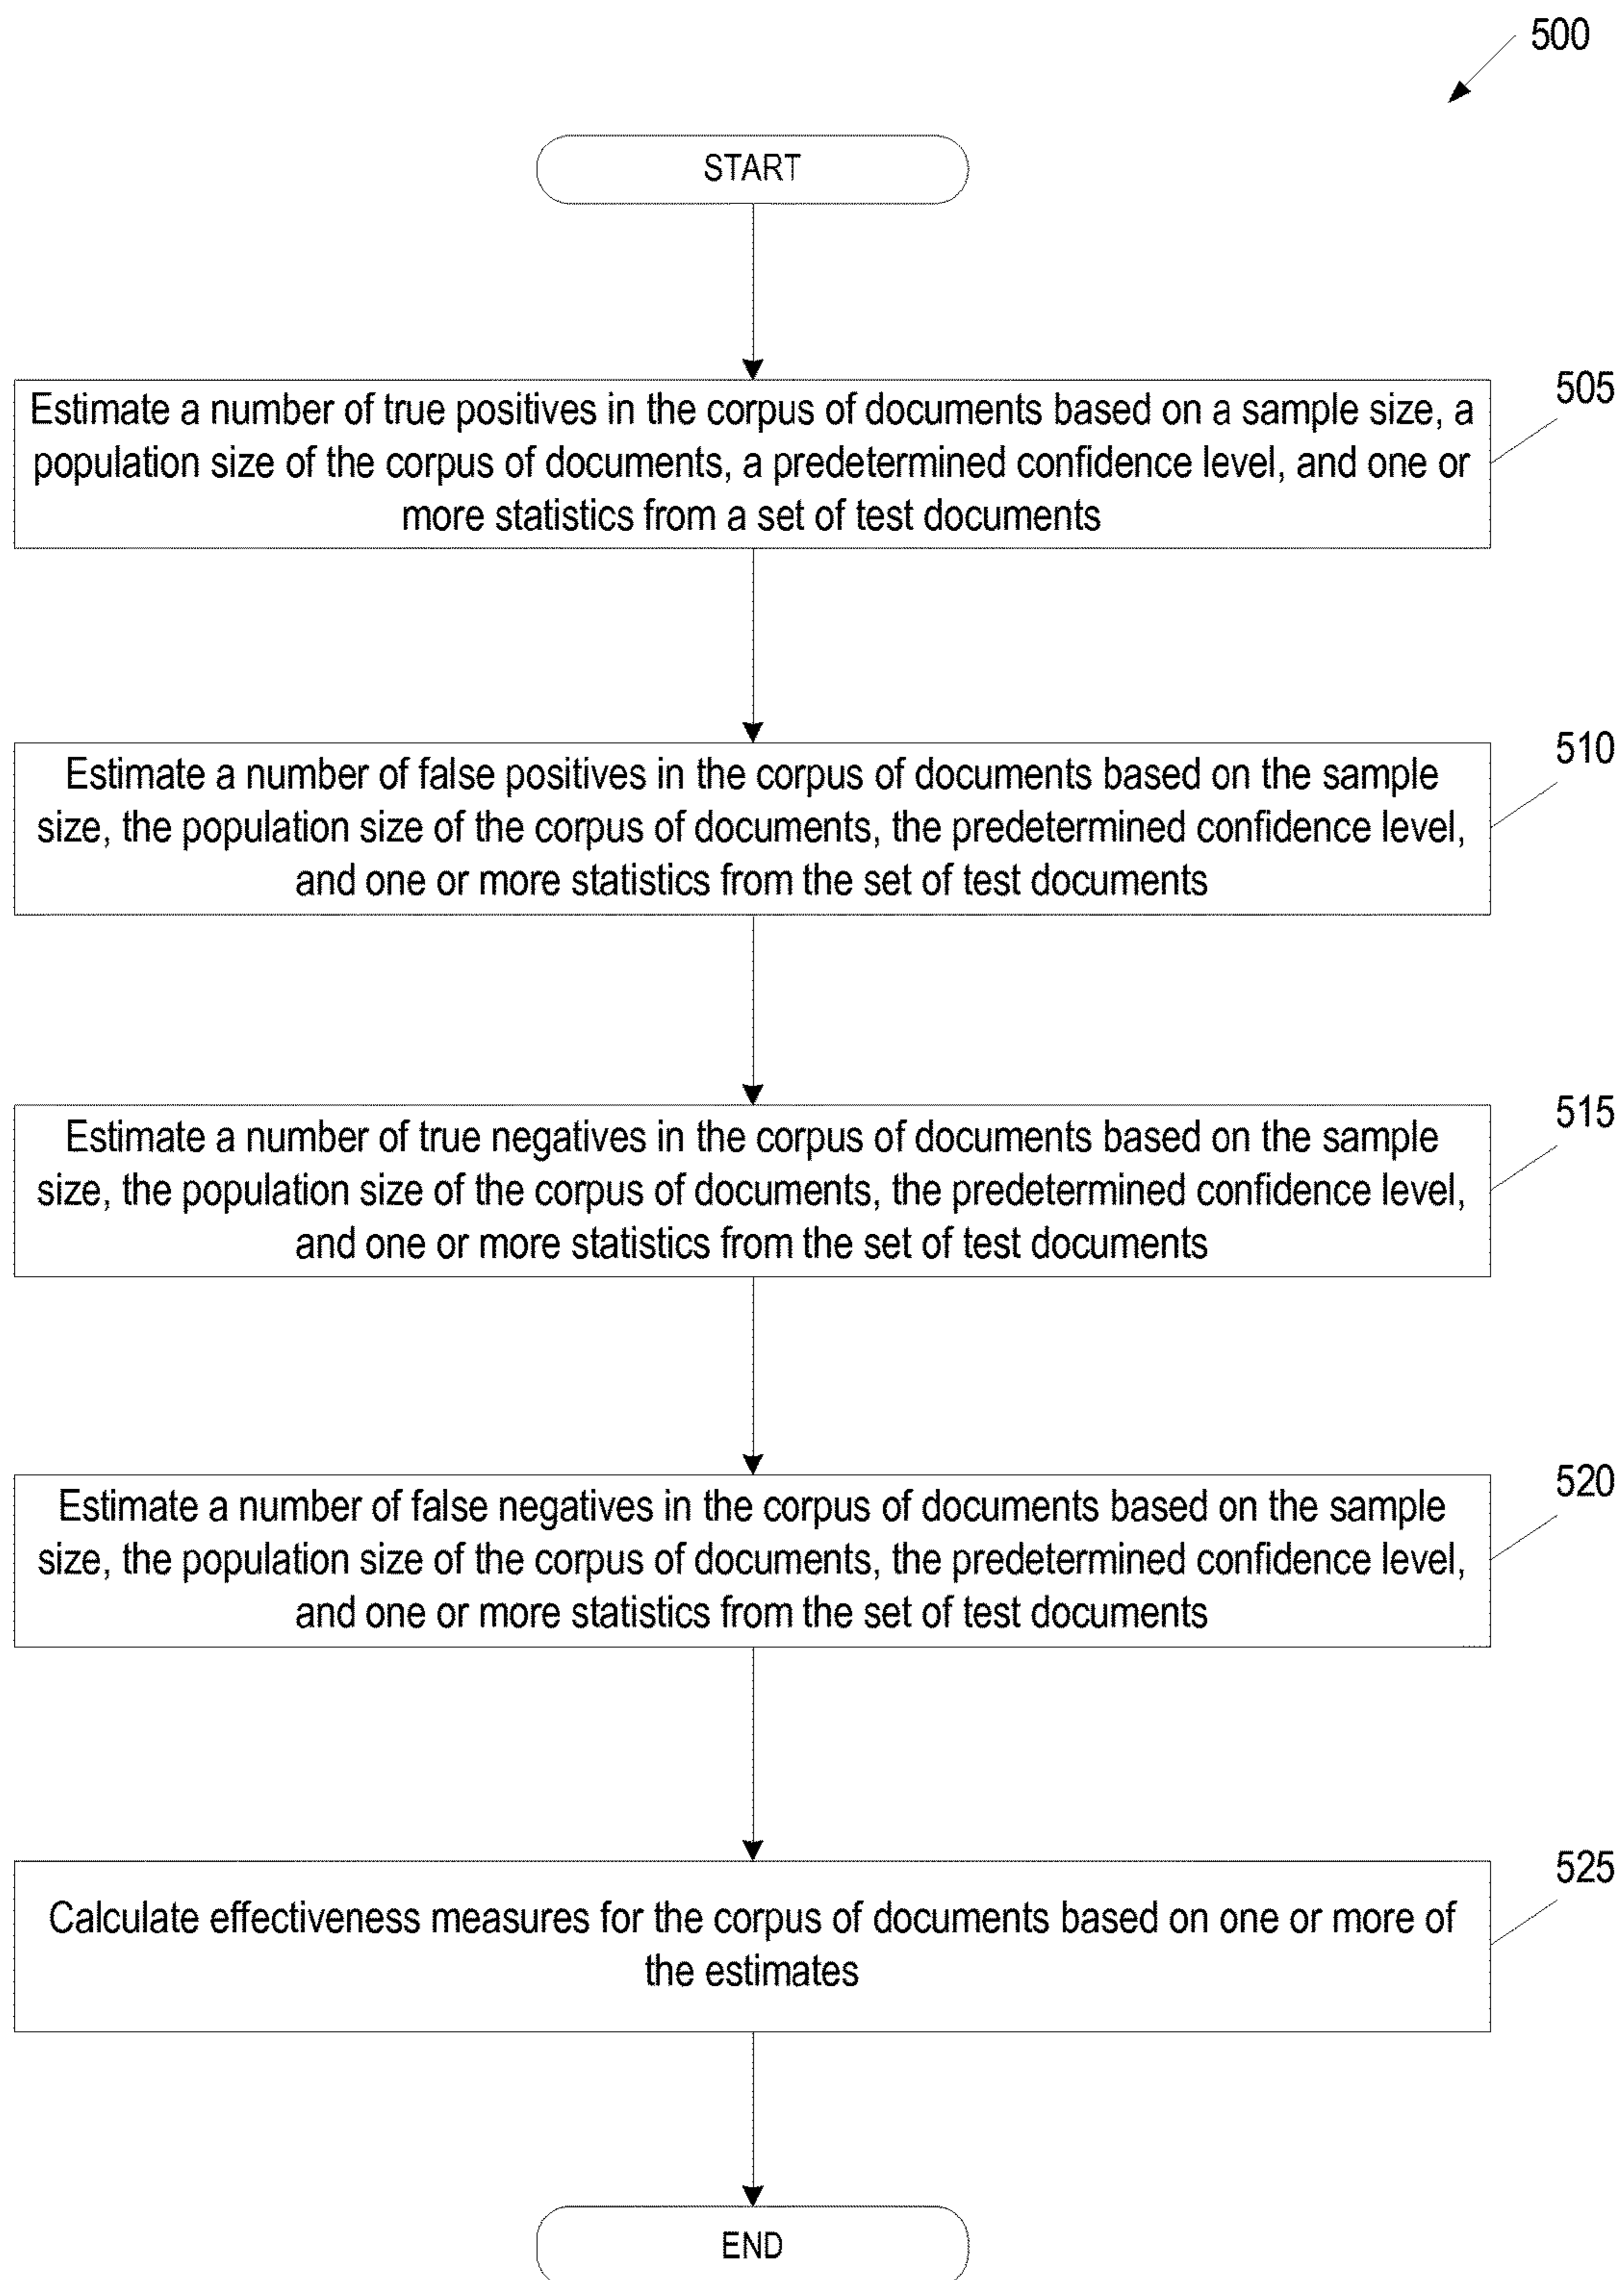 500
START
505
Estimate a number of true positives in the corpus of documents based on a sample size, a
population size of the corpus of documents, a predetermined confidence level, and one or
more statistics from a set of test documents
510
Estimate a number of false positives in the corpus of documents based on the sample
size, the population size of the corpus of documents, the predetermined confidence level,
and one or more statistics from the set of test documents
515
Estimate a number of true negatives in the corpus of documents based on the sample
size, the population size of the corpus of documents, the predetermined confidence level,
and one or more statistics from the set of test documents
520
Estimate a number of false negatives in the corpus of documents based on the sample
size, the population size of the corpus of documents, the predetermined confidence level,
and one or more statistics from the set of test documents
525
Calculate effectiveness measures for the corpus of documents based on one or more of
the estimates
END